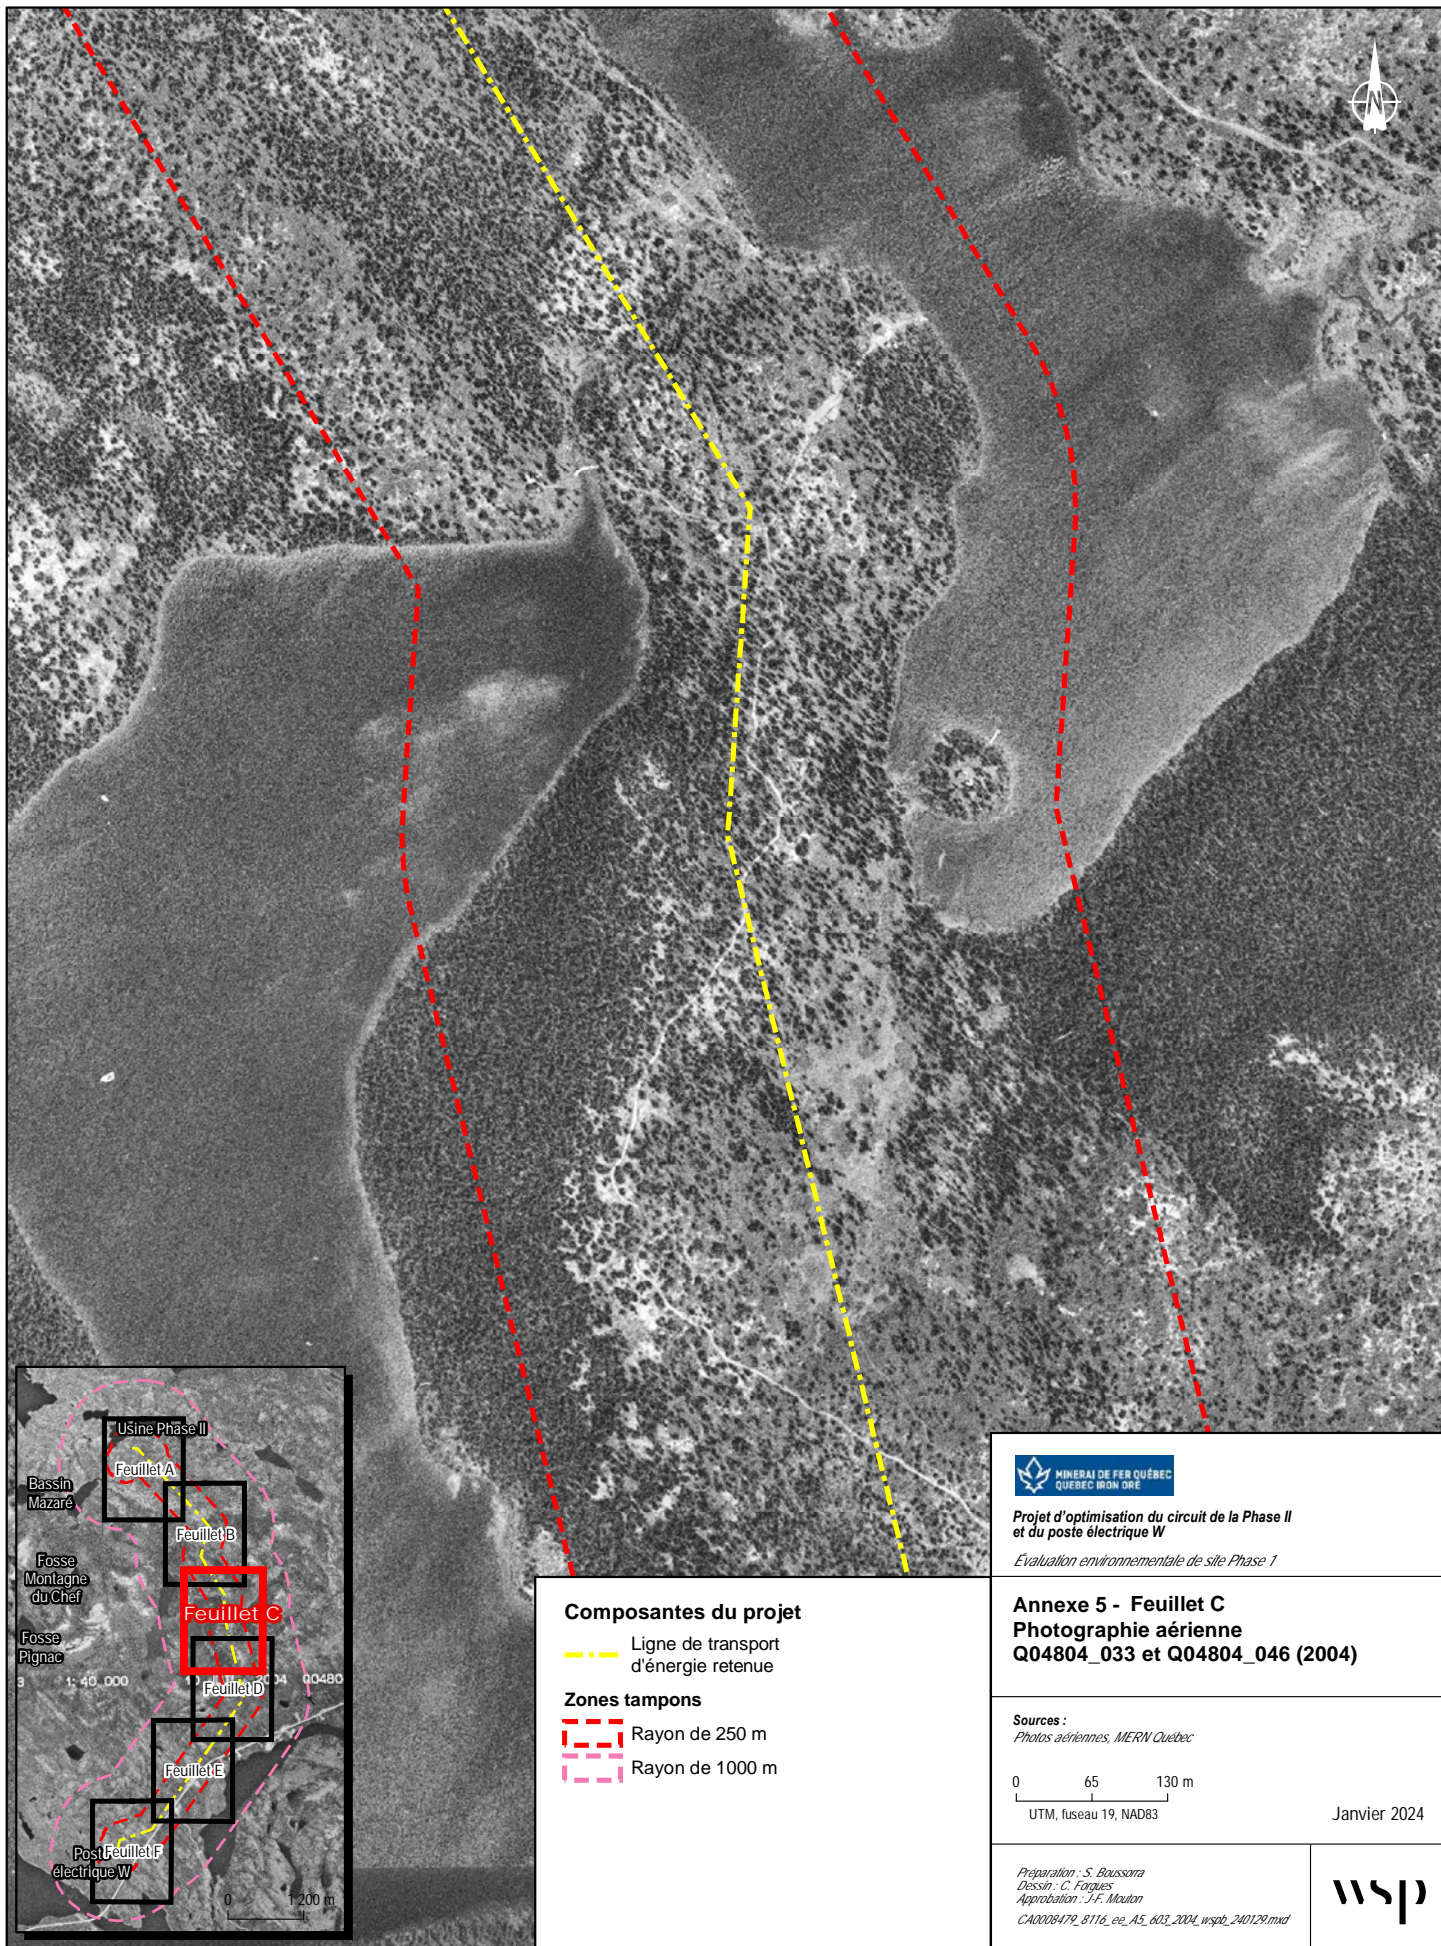 N
Usine Phase II
Feuillet A
Bassin
Mazaré
Feuillet B
Fosse
Montagne
du Chef
Feuillet C
Fosse
Pignac
3 1: 40 000 2004 Q0480
Feuillet D
Feuillet E
Feuillet F
électrique W
0 1 200 m
Composantes du projet
Ligne de transport
d'énergie retenue
Zones tampons
Rayon de 250 m
Rayon de 1000 m
MINERAI DE FER QUÉBEC
QUEBEC IRON ORE
Projet d'optimisation du circuit de la Phase II
et du poste électrique W
Évaluation environnementale de site Phase 1
Annexe 5 - Feuillet C
Photographie aérienne
Q04804_033 et Q04804_046 (2004)
Sources :
Photos aériennes, MERN Québec
0 65 130 m
UTM, fuseau 19, NAD83
Janvier 2024
Préparation : S. Boussorra
Dessin : C. Forgues
Approbation : J-F. Mouton
CA0008479_8116_ee_A5_603_2004_wspb_240129.mxd
wsp